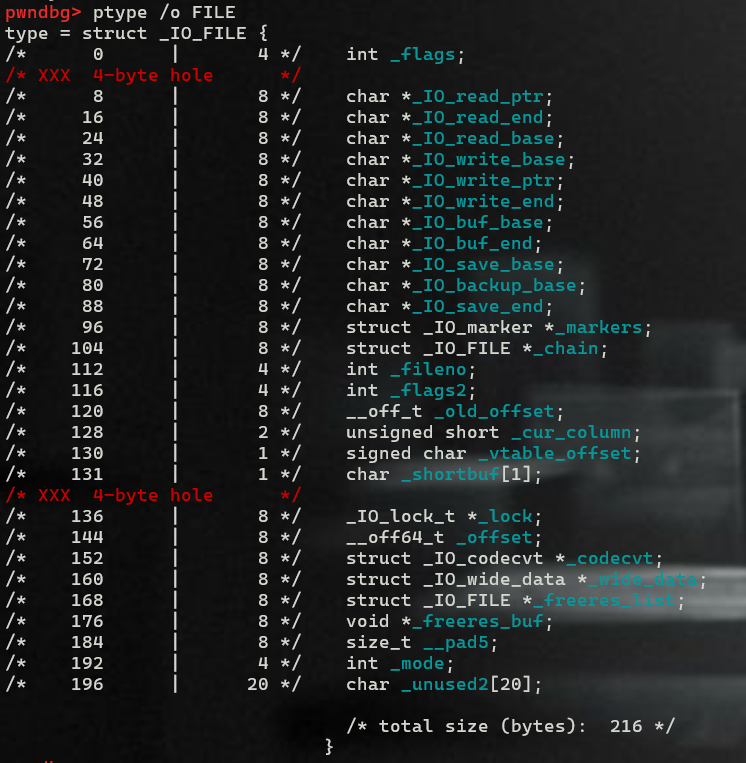 pwndbg> ptype /o FILE
type = struct _IO_FILE {
/*      0      |       4 */    int _flags;
/* XXX  4-byte hole      */
/*      8      |       8 */    char *_IO_read_ptr;
/*     16      |       8 */    char *_IO_read_end;
/*     24      |       8 */    char *_IO_read_base;
/*     32      |       8 */    char *_IO_write_base;
/*     40      |       8 */    char *_IO_write_ptr;
/*     48      |       8 */    char *_IO_write_end;
/*     56      |       8 */    char *_IO_buf_base;
/*     64      |       8 */    char *_IO_buf_end;
/*     72      |       8 */    char *_IO_save_base;
/*     80      |       8 */    char *_IO_backup_base;
/*     88      |       8 */    char *_IO_save_end;
/*     96      |       8 */    struct _IO_marker *_markers;
/*    104      |       8 */    struct _IO_FILE *_chain;
/*    112      |       4 */    int _fileno;
/*    116      |       4 */    int _flags2;
/*    120      |       8 */    __off_t _old_offset;
/*    128      |       2 */    unsigned short _cur_column;
/*    130      |       1 */    signed char _vtable_offset;
/*    131      |       1 */    char _shortbuf[1];
/* XXX  4-byte hole      */
/*    136      |       8 */    _IO_lock_t *_lock;
/*    144      |       8 */    __off64_t _offset;
/*    152      |       8 */    struct _IO_codecvt *_codecvt;
/*    160      |       8 */    struct _IO_wide_data *_wide_data;
/*    168      |       8 */    struct _IO_FILE *_freeres_list;
/*    176      |       8 */    void *_freeres_buf;
/*    184      |       8 */    size_t __pad5;
/*    192      |       4 */    int _mode;
/*    196      |      20 */    char _unused2[20];
/* total size (bytes):  216 */
}